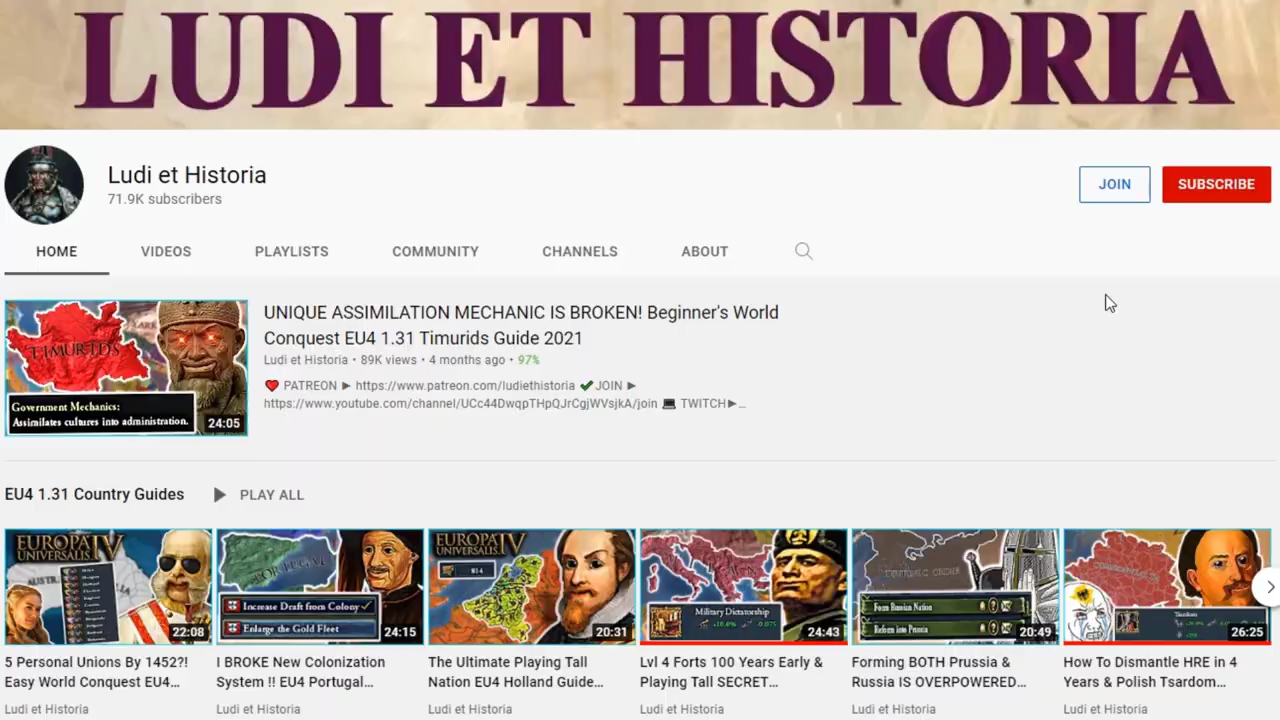 LUDI ET HISTORIA
Ludi et Historia
71.9K subscribers
JOIN
SUBSCRIBE
HOME
VIDEOS
PLAYLISTS
COMMUNITY
CHANNELS
ABOUT
TIMURIDS
Government Mechanics:
Assimilates cultures into administration.
24:05
UNIQUE ASSIMILATION MECHANIC IS BROKEN! Beginner's World
Conquest EU4 1.31 Timurids Guide 2021
Ludi et Historia • 89K views • 4 months ago • 97%
❤ PATREON ► https://www.patreon.com/ludiethistoria ✔JOIN ►
https://www.youtube.com/channel/UCc44DwqpTHpQJrCgjWVsjkA/join 💻 TWITCH►...
EU4 1.31 Country Guides
PLAY ALL
EUROPA
UNIVERSALIS IV
22:08
PORTUGAL
Increase Draft from Colony ✓
Enlarge the Gold Fleet
24:15
EUROPA
UNIVERSALIS IV
20:31
Military Dictatorship
24:43
TEUTONIC ORDER
Form Russian Nation
Reform into Prussia
20:49
Tsardom
26:25
5 Personal Unions By 1452?!
Easy World Conquest EU4...
I BROKE New Colonization
System !! EU4 Portugal...
The Ultimate Playing Tall
Nation EU4 Holland Guide...
Lvl 4 Forts 100 Years Early &
Playing Tall SECRET...
Forming BOTH Prussia &
Russia IS OVERPOWERED...
How To Dismantle HRE in 4
Years & Polish Tsardom...
Ludi et Historia
Ludi et Historia
Ludi et Historia
Ludi et Historia
Ludi et Historia
Ludi et Historia